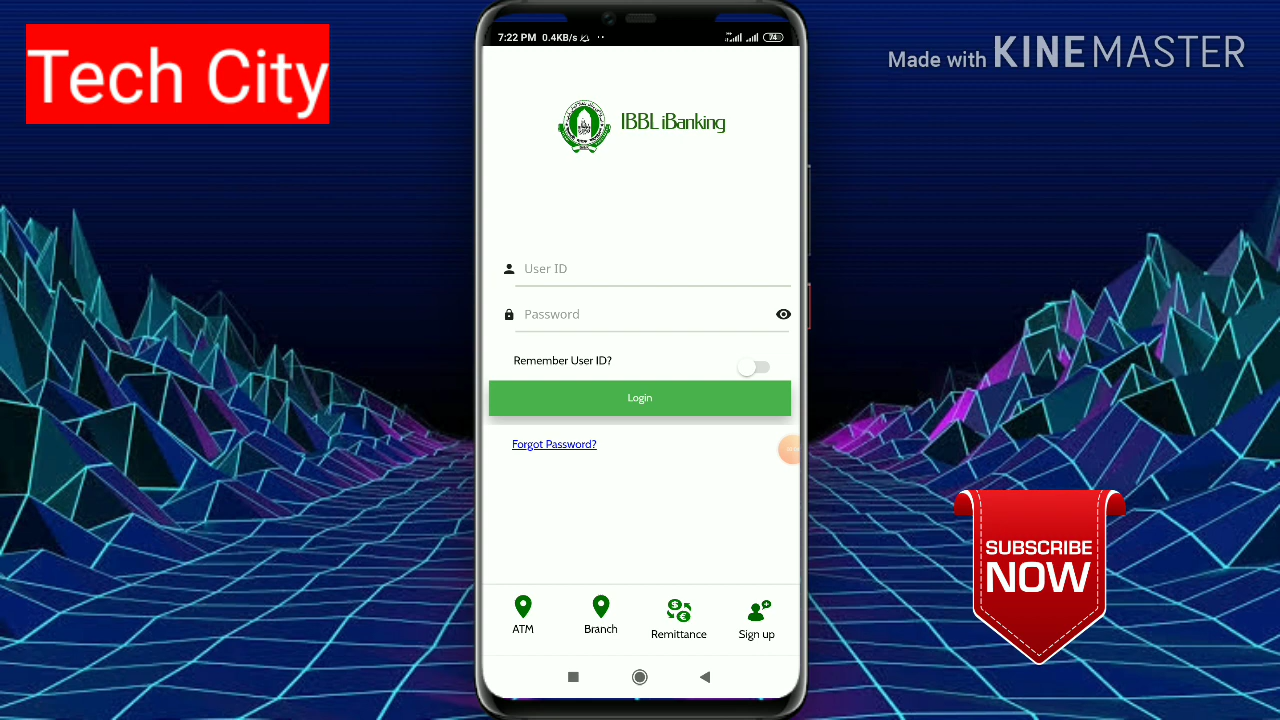 Tech City
Made with KINEMASTER
7:22 PM 0.4KB/s
74
IBBL iBanking
User ID
Password
Remember User ID?
Login
Forgot Password?
SUBSCRIBE
NOW
ATM
Branch
Remittance
Sign up